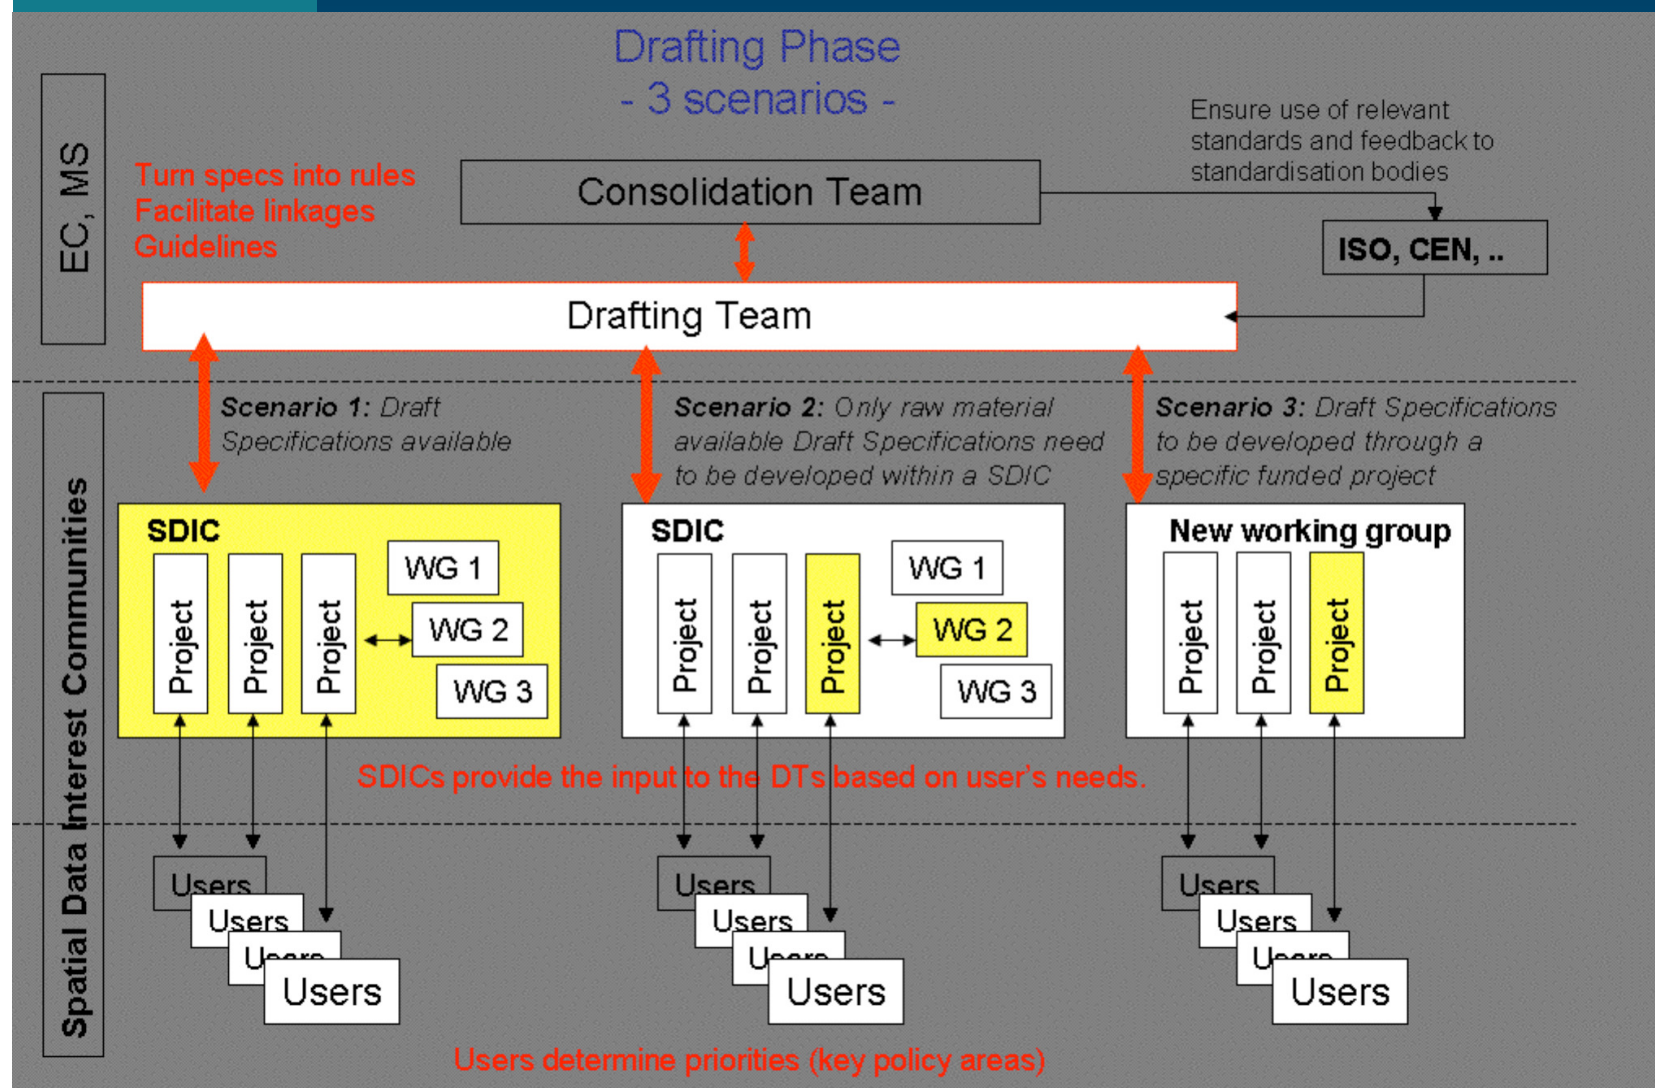 Drafting Phase
- 3 scenarios -
EC, MS
Ensure use of relevant
standards and feedback to
standardisation bodies
Turn specs into rules
Facilitate linkages
Guidelines
Consolidation Team
ISO, CEN, ..
Drafting Team
Spatial Data Interest Communities
Scenario 1: Draft
Specifications available
Scenario 2: Only raw material
available Draft Specifications need
to be developed within a SDIC
Scenario 3: Draft Specifications
to be developed through a
specific funded project
SDIC
Project
Project
Project
WG 1
WG 2
WG 3
SDIC
Project
Project
Project
WG 1
WG 2
WG 3
New working group
Project
Project
Project
SDICs provide the input to the DTs based on user's needs.
Users
Users
Users
Users
Users
Users
Users
Users
Users
Users
Users
Users
Users determine priorities (key policy areas)